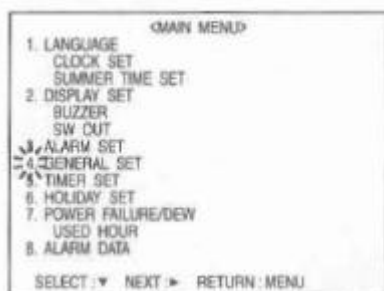 <MAIN MENU>
1. LANGUAGE
CLOCK SET
SUMMER TIME SET
2. DISPLAY SET
BUZZER
SW OUT
3. ALARM SET
4. GENERAL SET
5. TIMER SET
6. HOLIDAY SET
7. POWER FAILURE/DEW
USED HOUR
8. ALARM DATA
SELECT:▼ NEXT:► RETURN:MENU